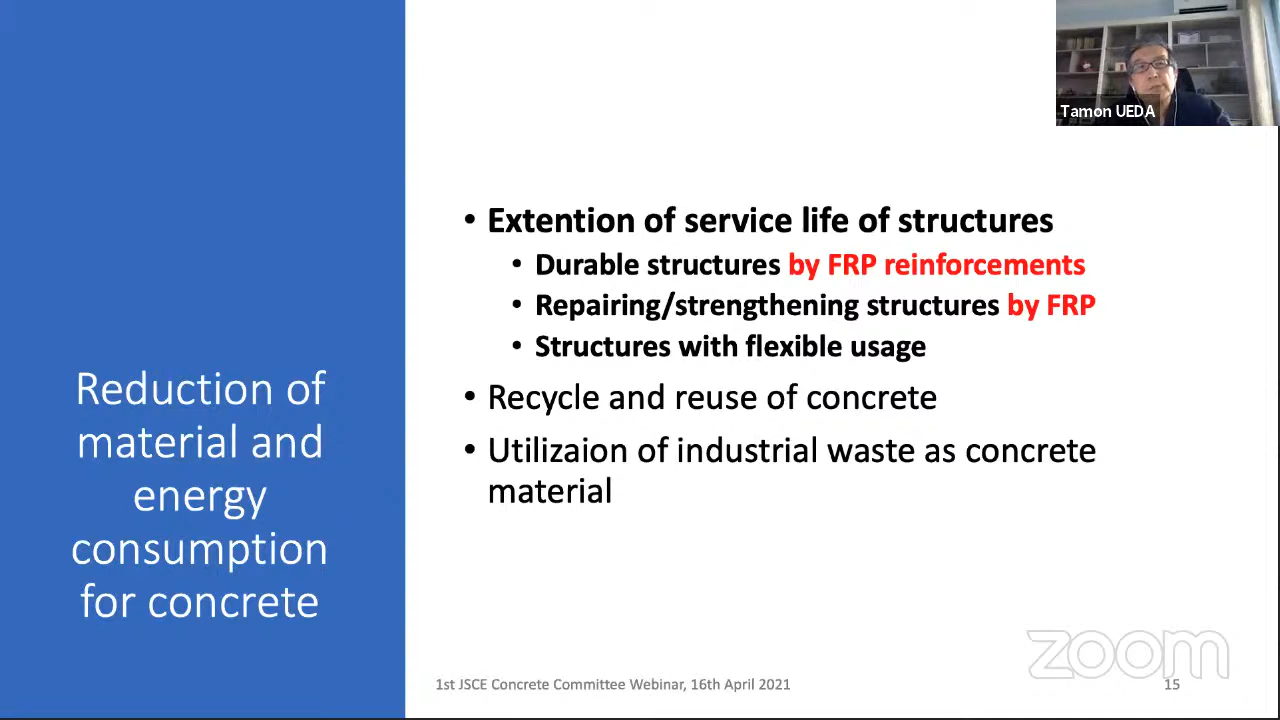 Tamon UEDA
Reduction of
material and
energy
consumption
for concrete
• Extention of service life of structures
• Durable structures by FRP reinforcements
• Repairing/strengthening structures by FRP
• Structures with flexible usage
• Recycle and reuse of concrete
• Utilizaion of industrial waste as concrete
material
zoom
1st JSCE Concrete Committee Webinar, 16th April 2021
15